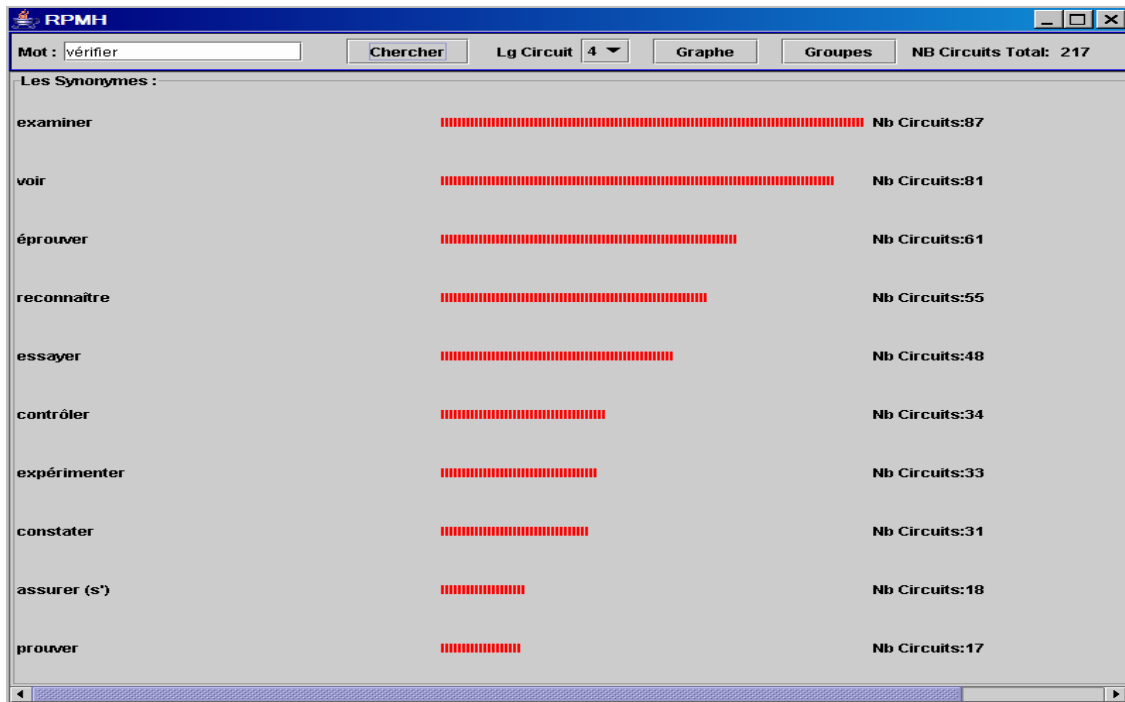 RPMH
Mot : vérifier Chercher Lg Circuit 4 Graphe Groupes NB Circuits Total: 217
Les Synonymes :
examiner Nb Circuits:87
voir Nb Circuits:81
éprouver Nb Circuits:61
reconnaître Nb Circuits:55
essayer Nb Circuits:48
contrôler Nb Circuits:34
expérimenter Nb Circuits:33
constater Nb Circuits:31
assurer (s') Nb Circuits:18
prouver Nb Circuits:17